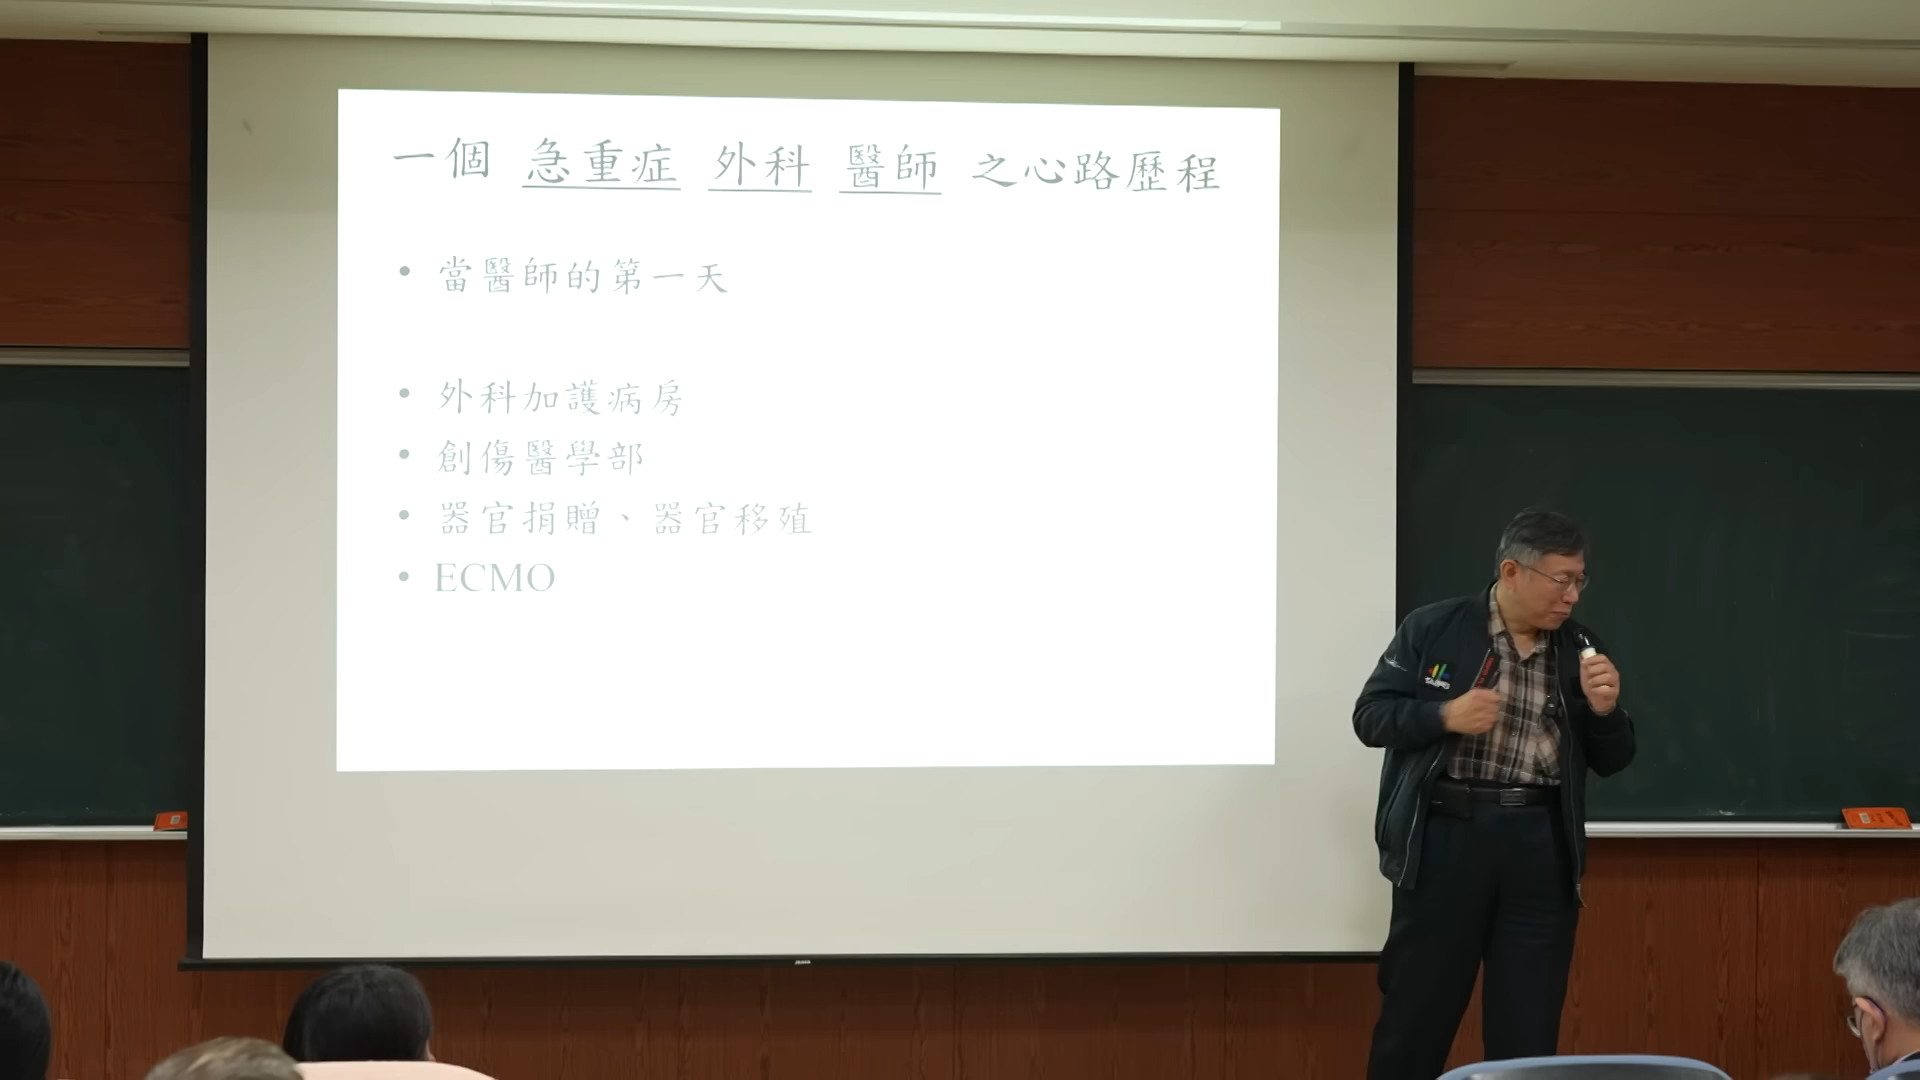 一個 急重症 外科 醫師 之心路歷程
• 當醫師的第一天
• 外科加護病房
• 創傷醫學部
• 器官捐贈、器官移殖
• ECMO
TAIPEI